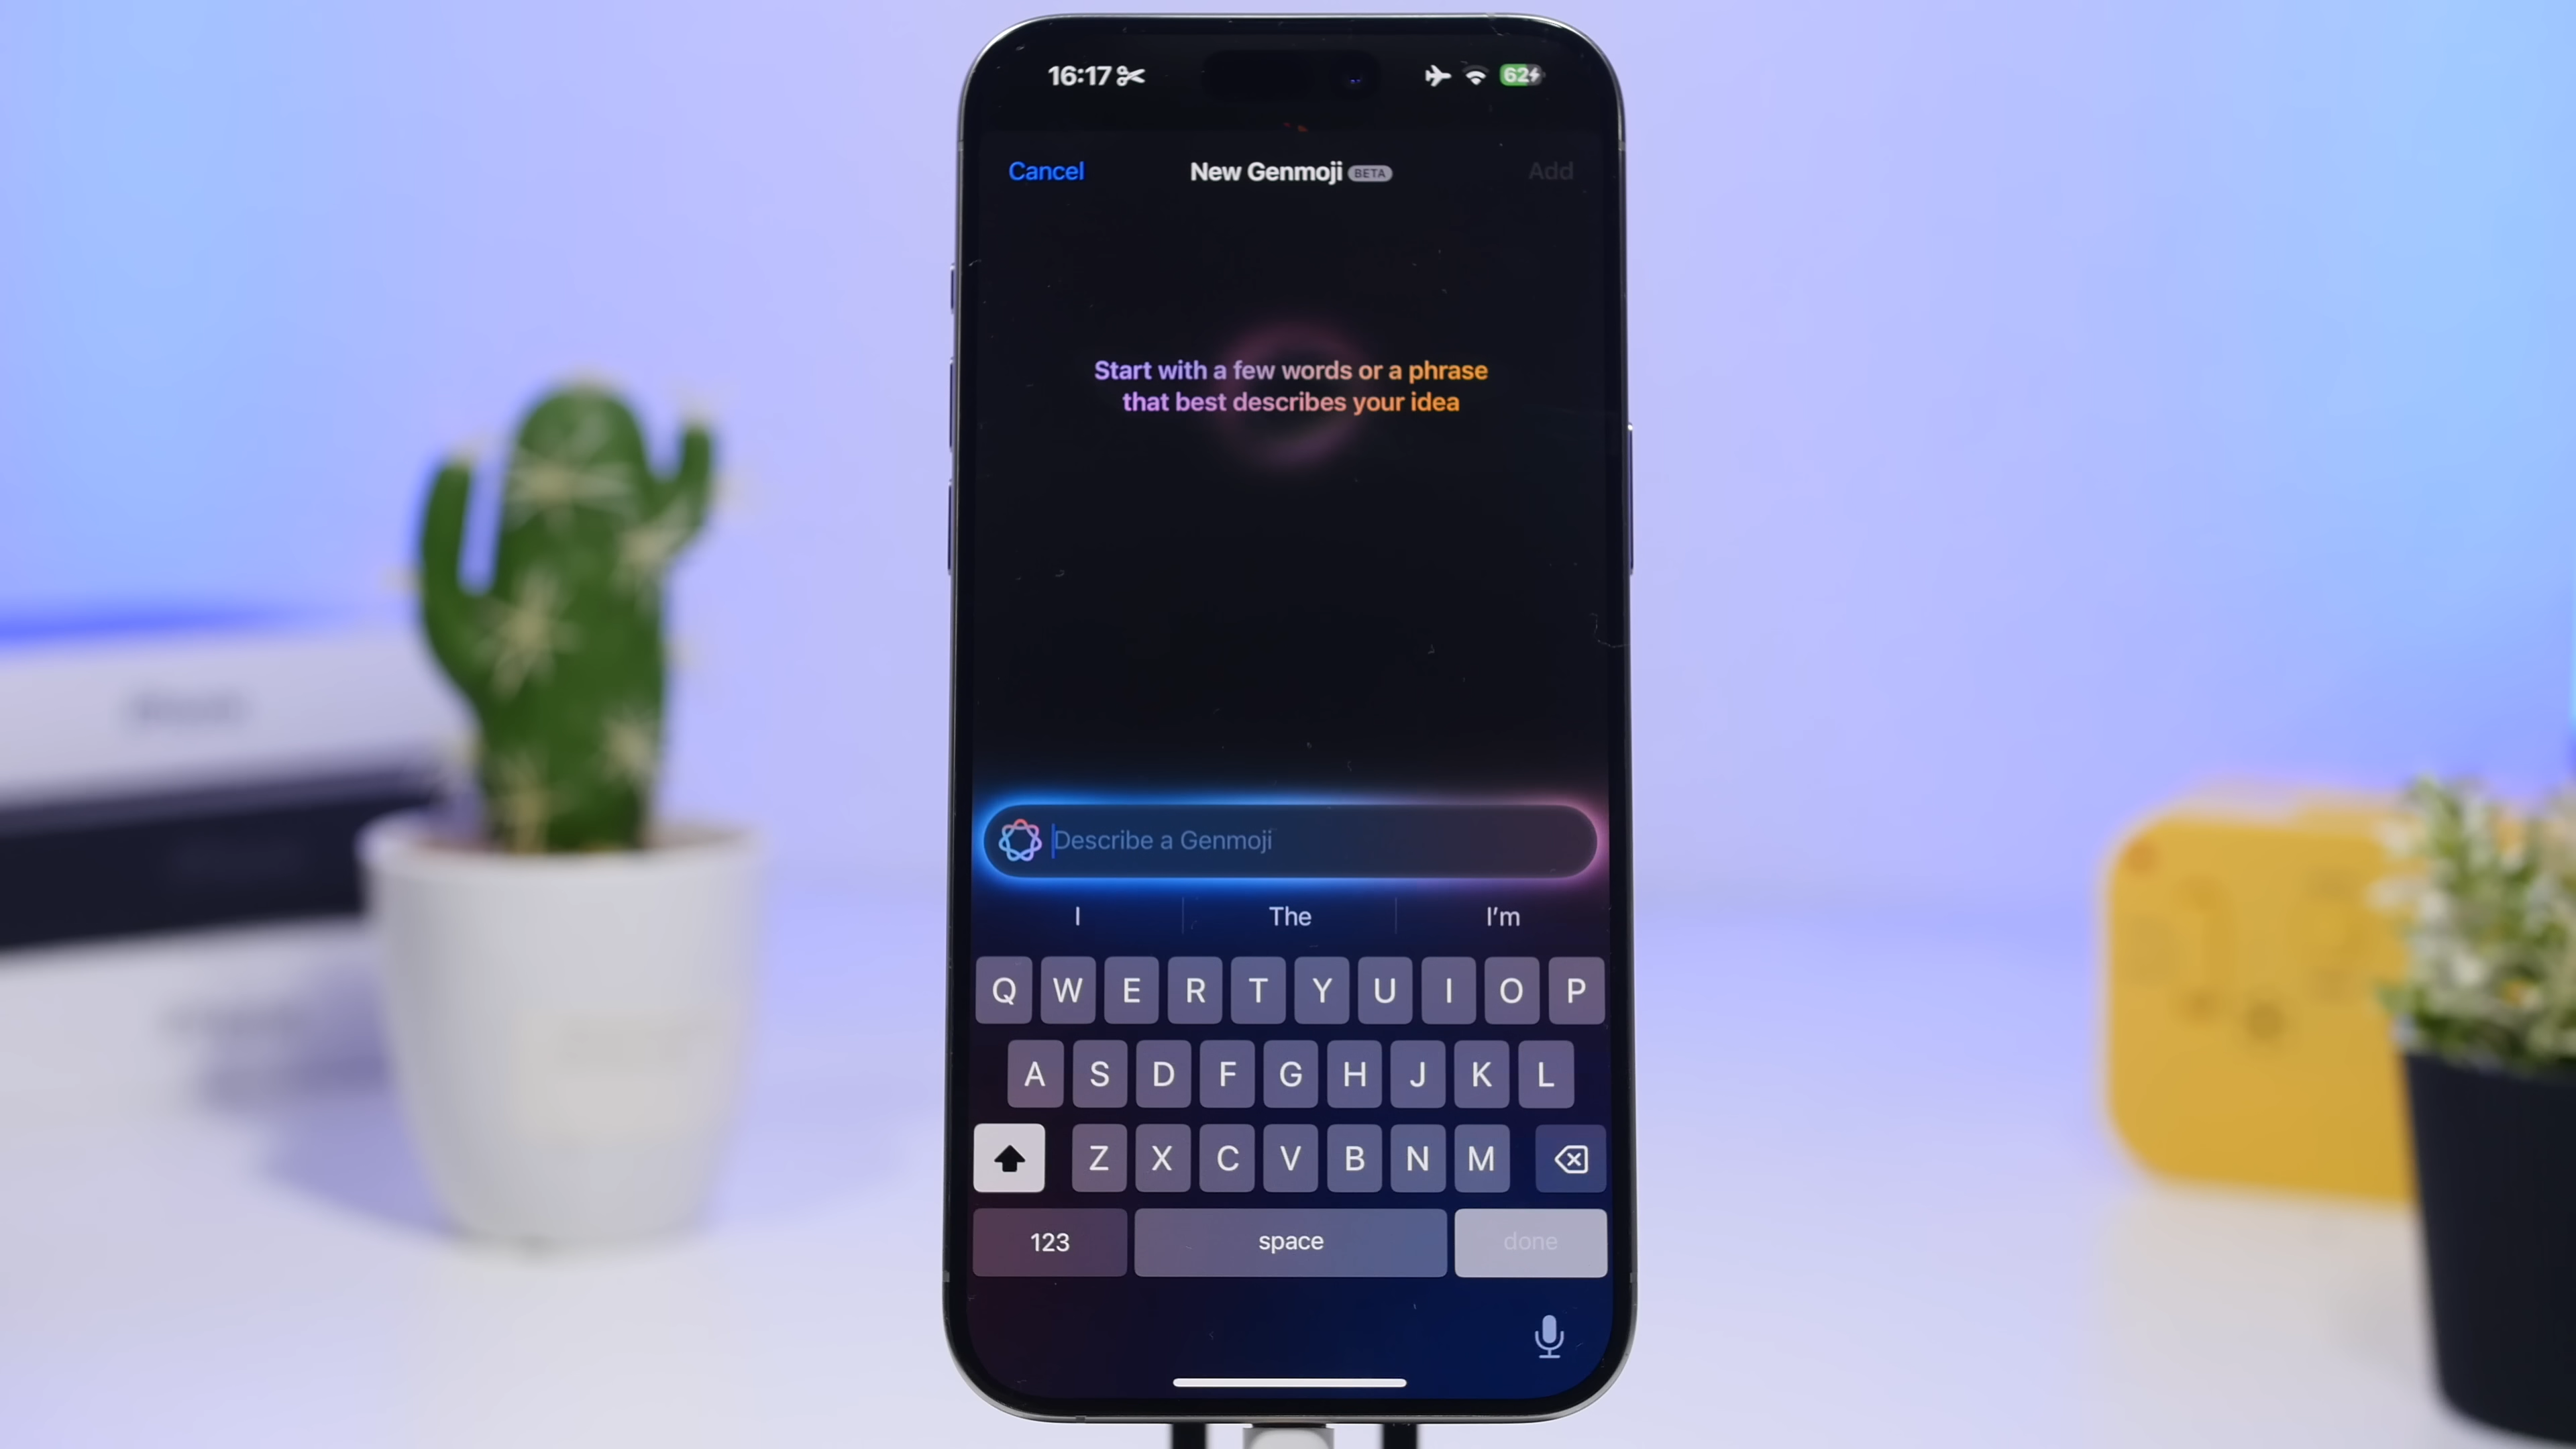 16:17
62
Cancel
New Genmoji BETA
Add
Start with a few words or a phrase
that best describes your idea
Describe a Genmoji
I
The
I'm
Q W E R T Y U I O P
A S D F G H J K L
Z X C V B N M
123
space
done